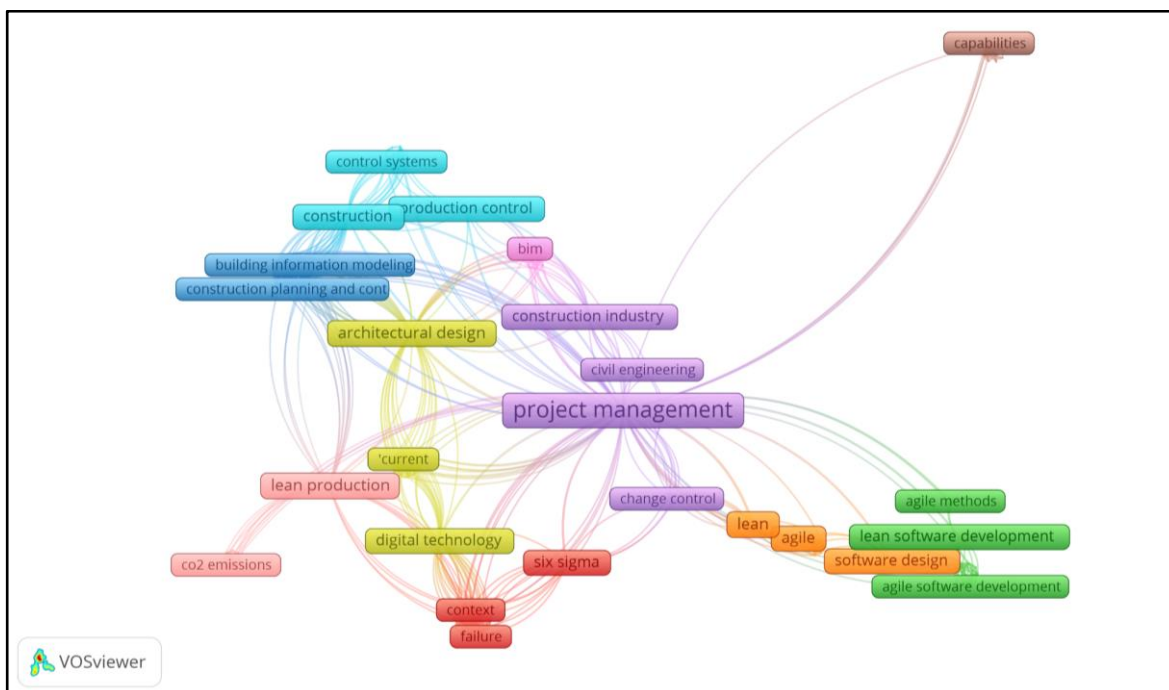 capabilities
control systems
production control
construction
bim
building information modeling
construction planning and cont
construction industry
architectural design
civil engineering
project management
'current
lean production
change control
agile methods
lean
agile
lean software development
digital technology
six sigma
software design
co2 emissions
agile software development
context
failure
VOSviewer